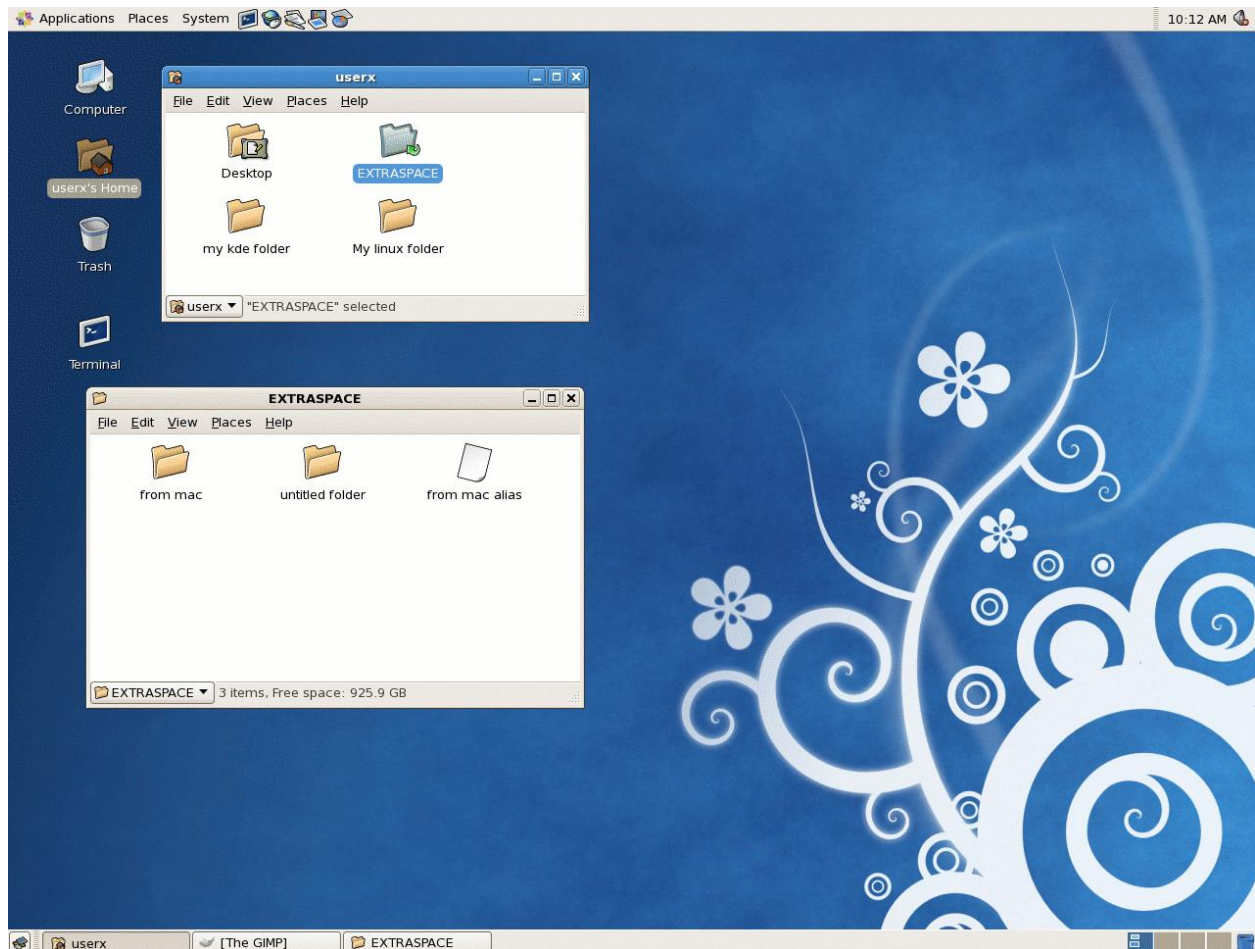 Applications Places System 10:12 AM
Computer
userx's Home
Trash
Terminal
userx
File Edit View Places Help
Desktop EXTRASPACE
my kde folder My linux folder
userx "EXTRASPACE" selected
EXTRASPACE
File Edit View Places Help
from mac untitled folder from mac alias
EXTRASPACE 3 items, Free space: 925.9 GB
userx [The GIMP] EXTRASPACE